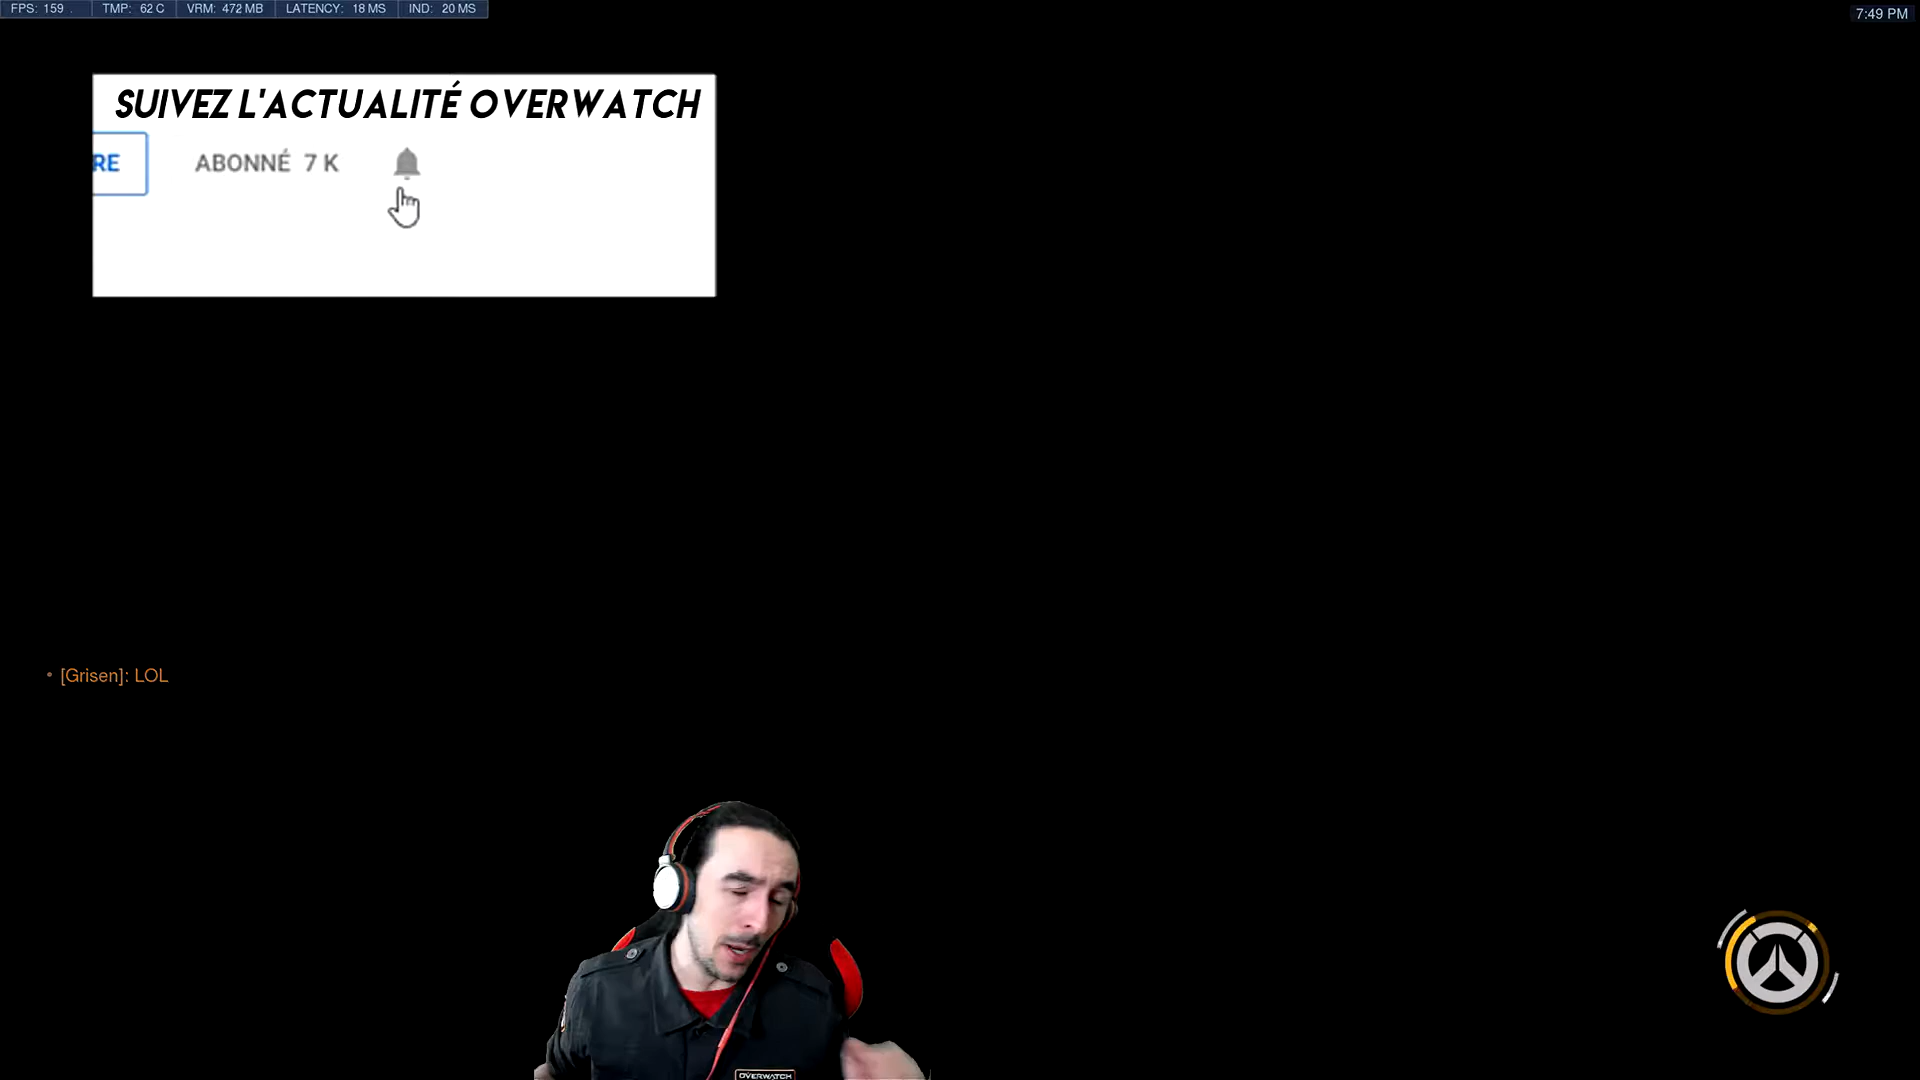 FPS: 159 . TMP: 62 C VRM: 472 MB LATENCY: 18 MS IND: 20 MS
7:49 PM
SUIVEZ L'ACTUALITÉ OVERWATCH
RE ABONNÉ 7 K
• [Grisen]: LOL
OVERWATCH